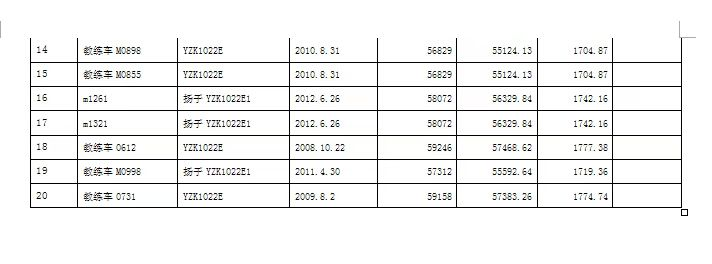 14 教练车 M0898 YZK1022E 2010.8.31 56829 55124.13 1704.87
15 教练车 M0855 YZK1022E 2010.8.31 56829 55124.13 1704.87
16 m1261 扬子 YZK1022E1 2012.6.26 58072 56329.84 1742.16
17 m1321 扬子 YZK1022E1 2012.6.26 58072 56329.84 1742.16
18 教练车 0612 YZK1022E 2008.10.22 59246 57468.62 1777.38
19 教练车 M0998 扬子 YZK1022E1 2011.4.30 57312 55592.64 1719.36
20 教练车 0731 YZK1022E 2009.8.2 59158 57383.26 1774.74